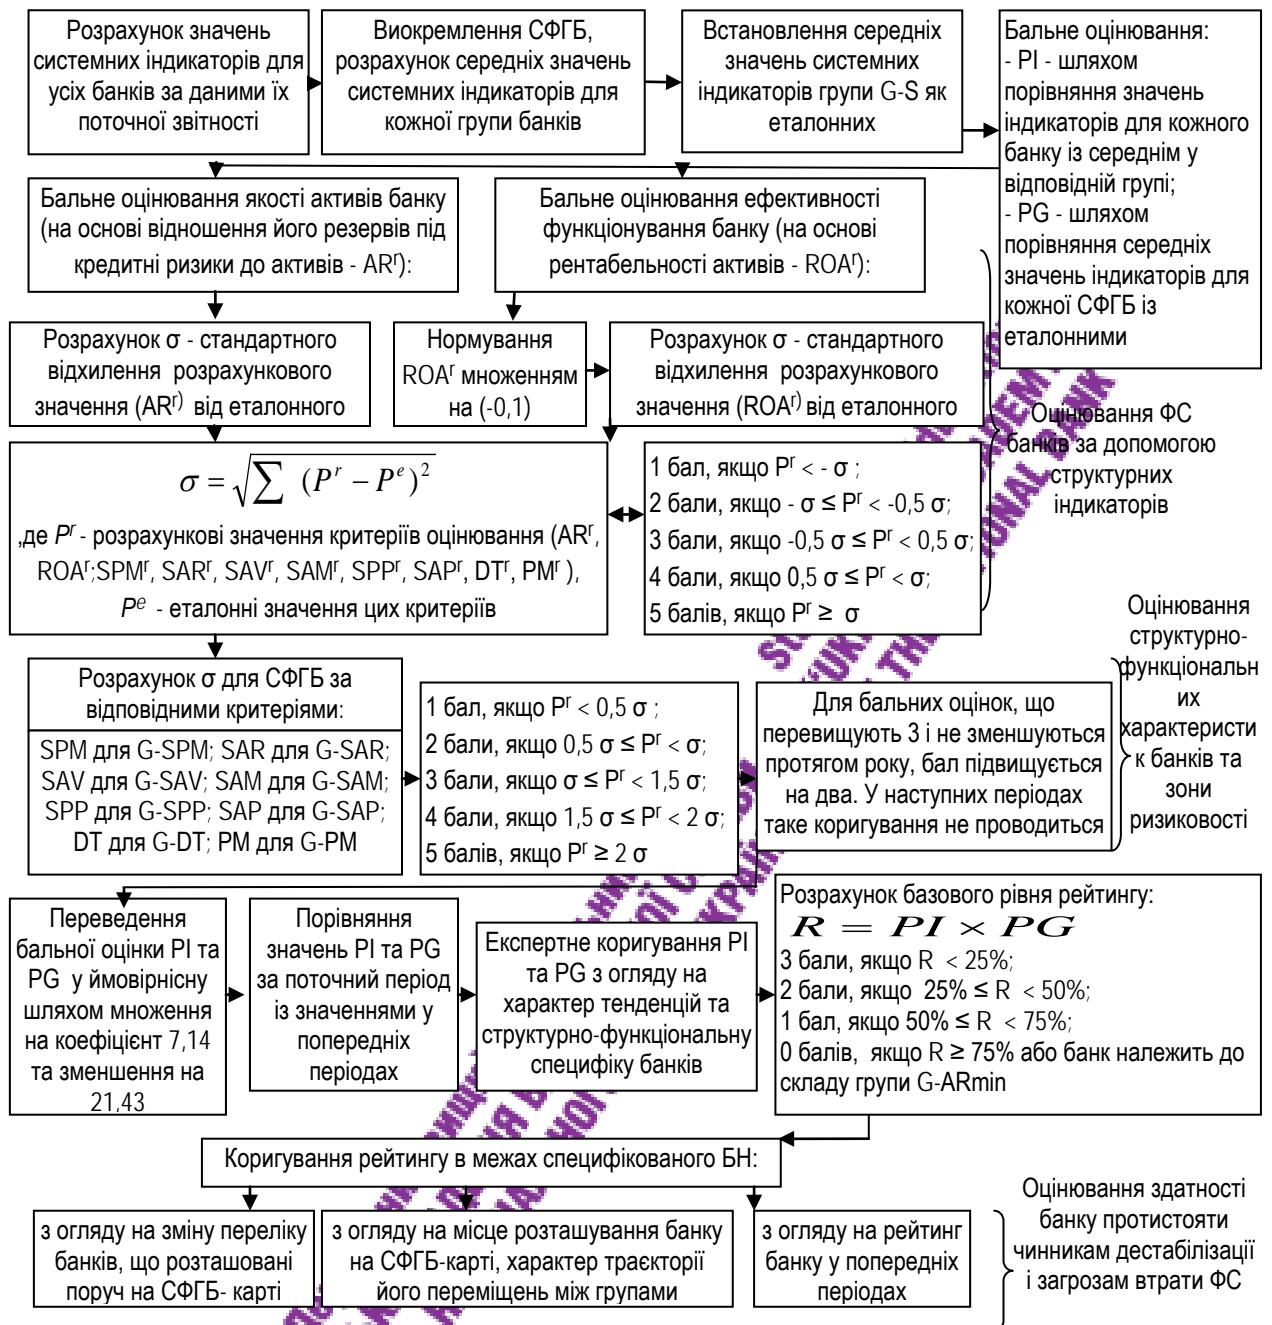 Розрахунок значень
системних індикаторів для
усіх банків за даними їх
поточної звітності
Виокремлення СФГБ,
розрахунок середніх значень
системних індикаторів для
кожної групи банків
Встановлення середніх
значень системних
індикаторів групи G-S як
еталонних
Бальне оцінювання:
- PI - шляхом
порівняння значень
індикаторів для кожного
банку із середнім у
відповідній групі;
- PG - шляхом
порівняння середніх
значень індикаторів для
кожної СФГБ із
еталонними
Бальне оцінювання якості активів банку
(на основі відношення його резервів під
кредитні ризики до активів - ARʳ):
Бальне оцінювання ефективності
функціонування банку (на основі
рентабельності активів - ROAʳ):
Розрахунок σ - стандартного
відхилення розрахункового
значення (ARʳ⁾ від еталонного
Нормування
ROAʳ множенням
на (-0,1)
Розрахунок σ - стандартного
відхилення розрахункового
значення (ROAʳ⁾ від еталонного
Оцінювання ФС
банків за допомогою
структурних
індикаторів
σ = √∑ (Pʳ − Pᵉ)²
,де Pʳ - розрахункові значення критеріїв оцінювання (ARʳ,
ROAʳ;SPMʳ, SARʳ, SAVʳ, SAMʳ, SPPʳ, SAPʳ, DTʳ, PMʳ ),
Pᵉ - еталонні значення цих критеріїв
1 бал, якщо Pʳ < - σ ;
2 бали, якщо - σ ≤ Pʳ < -0,5 σ;
3 бали, якщо -0,5 σ ≤ Pʳ < 0,5 σ;
4 бали, якщо 0,5 σ ≤ Pʳ < σ;
5 балів, якщо Pʳ ≥ σ
Розрахунок σ для СФГБ за
відповідними критеріями:
SPM для G-SPM; SAR для G-SAR;
SAV для G-SAV; SAM для G-SAM;
SPP для G-SPP; SAP для G-SAP;
DT для G-DT; PM для G-PM
1 бал, якщо Pʳ < 0,5 σ ;
2 бали, якщо 0,5 σ ≤ Pʳ < σ;
3 бали, якщо σ ≤ Pʳ < 1,5 σ;
4 бали, якщо 1,5 σ ≤ Pʳ < 2 σ;
5 балів, якщо Pʳ ≥ 2 σ
Для бальних оцінок, що
перевищують 3 і не зменшуються
протягом року, бал підвищується
на два. У наступних періодах
таке коригування не проводиться
Оцінювання
структурно-
функціональн
их
характеристи
к банків та
зони
ризиковості
Переведення
бальної оцінки PI та
PG у ймовірнісну
шляхом множення
на коефіцієнт 7,14
та зменшення на
21,43
Порівняння
значень PI та PG
за поточний період
із значеннями у
попередніх
періодах
Експертне коригування PI
та PG з огляду на
характер тенденцій та
структурно-функціональну
специфіку банків
Розрахунок базового рівня рейтингу:
R = PI × PG
3 бали, якщо R < 25%;
2 бали, якщо 25% ≤ R < 50%;
1 бал, якщо 50% ≤ R < 75%;
0 балів, якщо R ≥ 75% або банк належить до
складу групи G-ARmin
Коригування рейтингу в межах специфікованого БН:
з огляду на зміну переліку
банків, що розташовані
поруч на СФГБ- карті
з огляду на місце розташування банку
на СФГБ-карті, характер траєкторії
його переміщень між групами
з огляду на рейтинг
банку у попередніх
періодах
Оцінювання здатності
банку протистояти
чинникам дестабілізації
і загрозам втрати ФС